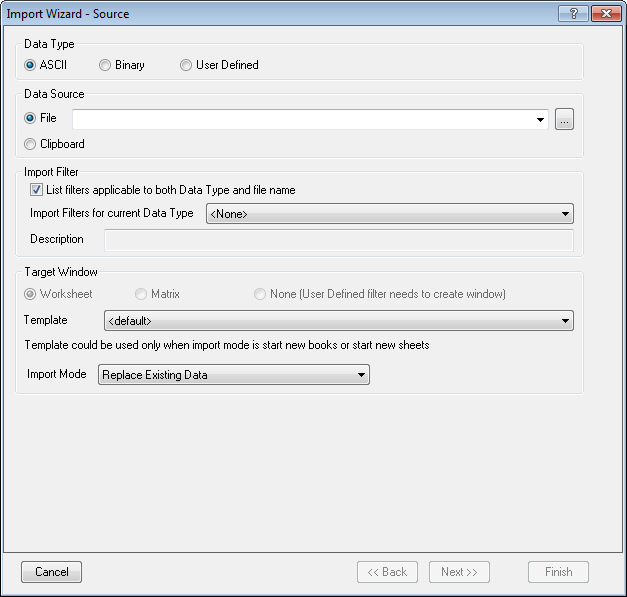 Import Wizard - Source
?
Data Type
ASCII Binary User Defined
Data Source
File
...
Clipboard
Import Filter
List filters applicable to both Data Type and file name
Import Filters for current Data Type <None>
Description
Target Window
Worksheet Matrix None (User Defined filter needs to create window)
Template <default>
Template could be used only when import mode is start new books or start new sheets
Import Mode Replace Existing Data
Cancel << Back Next >> Finish